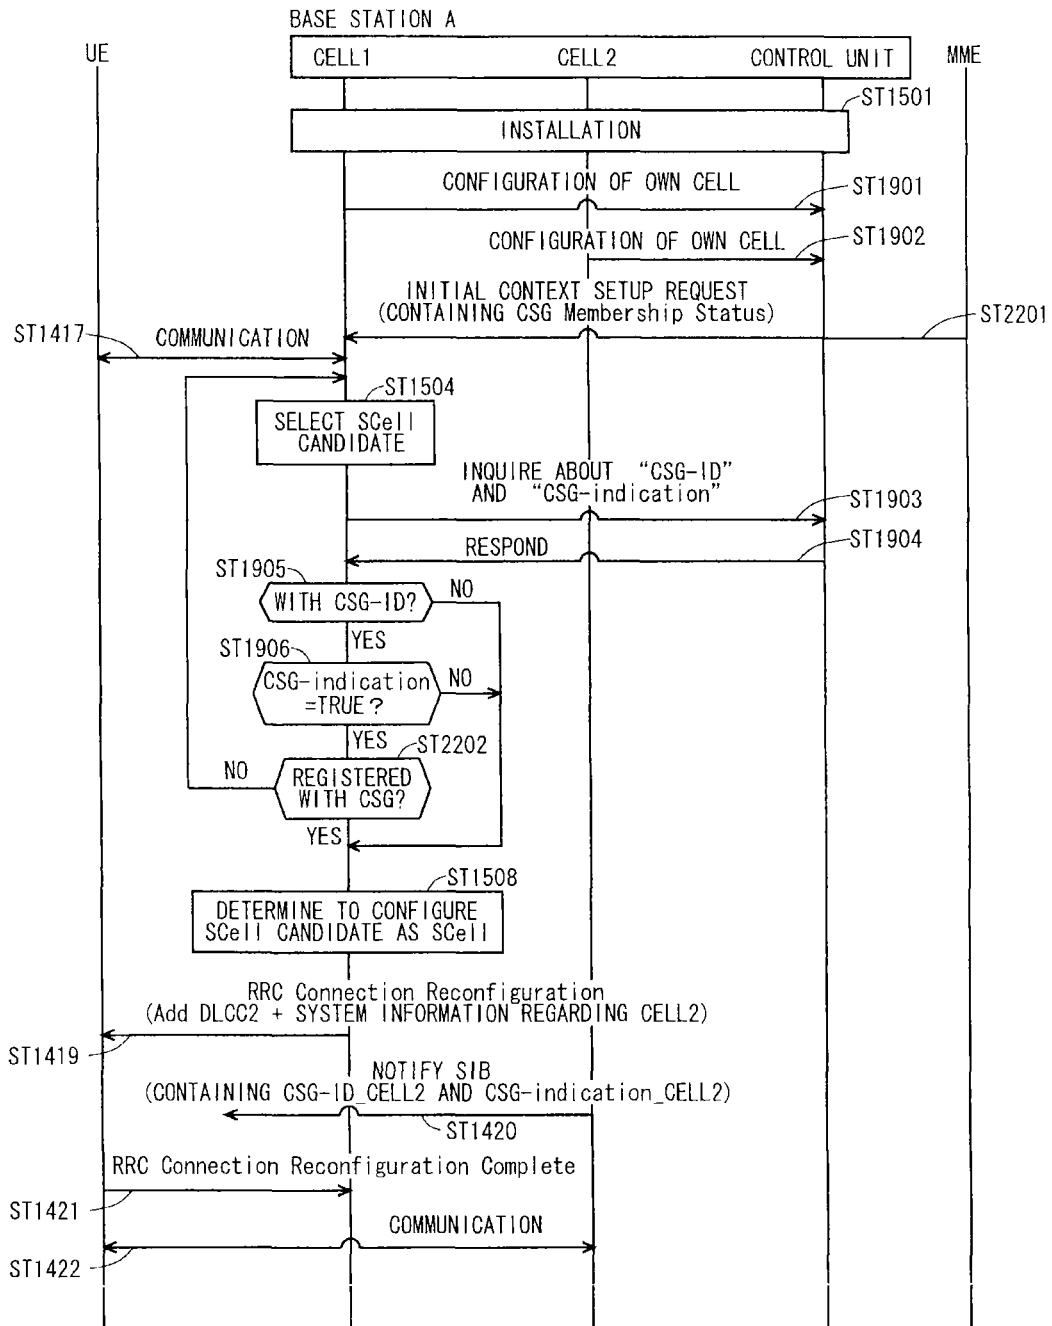 BASE STATION A
UE
CELL1
CELL2
CONTROL UNIT
MME
ST1501
INSTALLATION
CONFIGURATION OF OWN CELL
ST1901
CONFIGURATION OF OWN CELL
ST1902
INITIAL CONTEXT SETUP REQUEST
(CONTAINING CSG Membership Status)
ST2201
ST1417
COMMUNICATION
ST1504
SELECT SCell
CANDIDATE
INQUIRE ABOUT "CSG-ID"
AND "CSG-indication"
ST1903
RESPOND
ST1904
ST1905
WITH CSG-ID?
NO
YES
ST1906
CSG-indication
=TRUE?
NO
YES
ST2202
NO
REGISTERED
WITH CSG?
YES
ST1508
DETERMINE TO CONFIGURE
SCell CANDIDATE AS SCell
RRC Connection Reconfiguration
(Add DLCC2 + SYSTEM INFORMATION REGARDING CELL2)
ST1419
NOTIFY SIB
(CONTAINING CSG-ID_CELL2 AND CSG-indication_CELL2)
ST1420
RRC Connection Reconfiguration Complete
ST1421
COMMUNICATION
ST1422